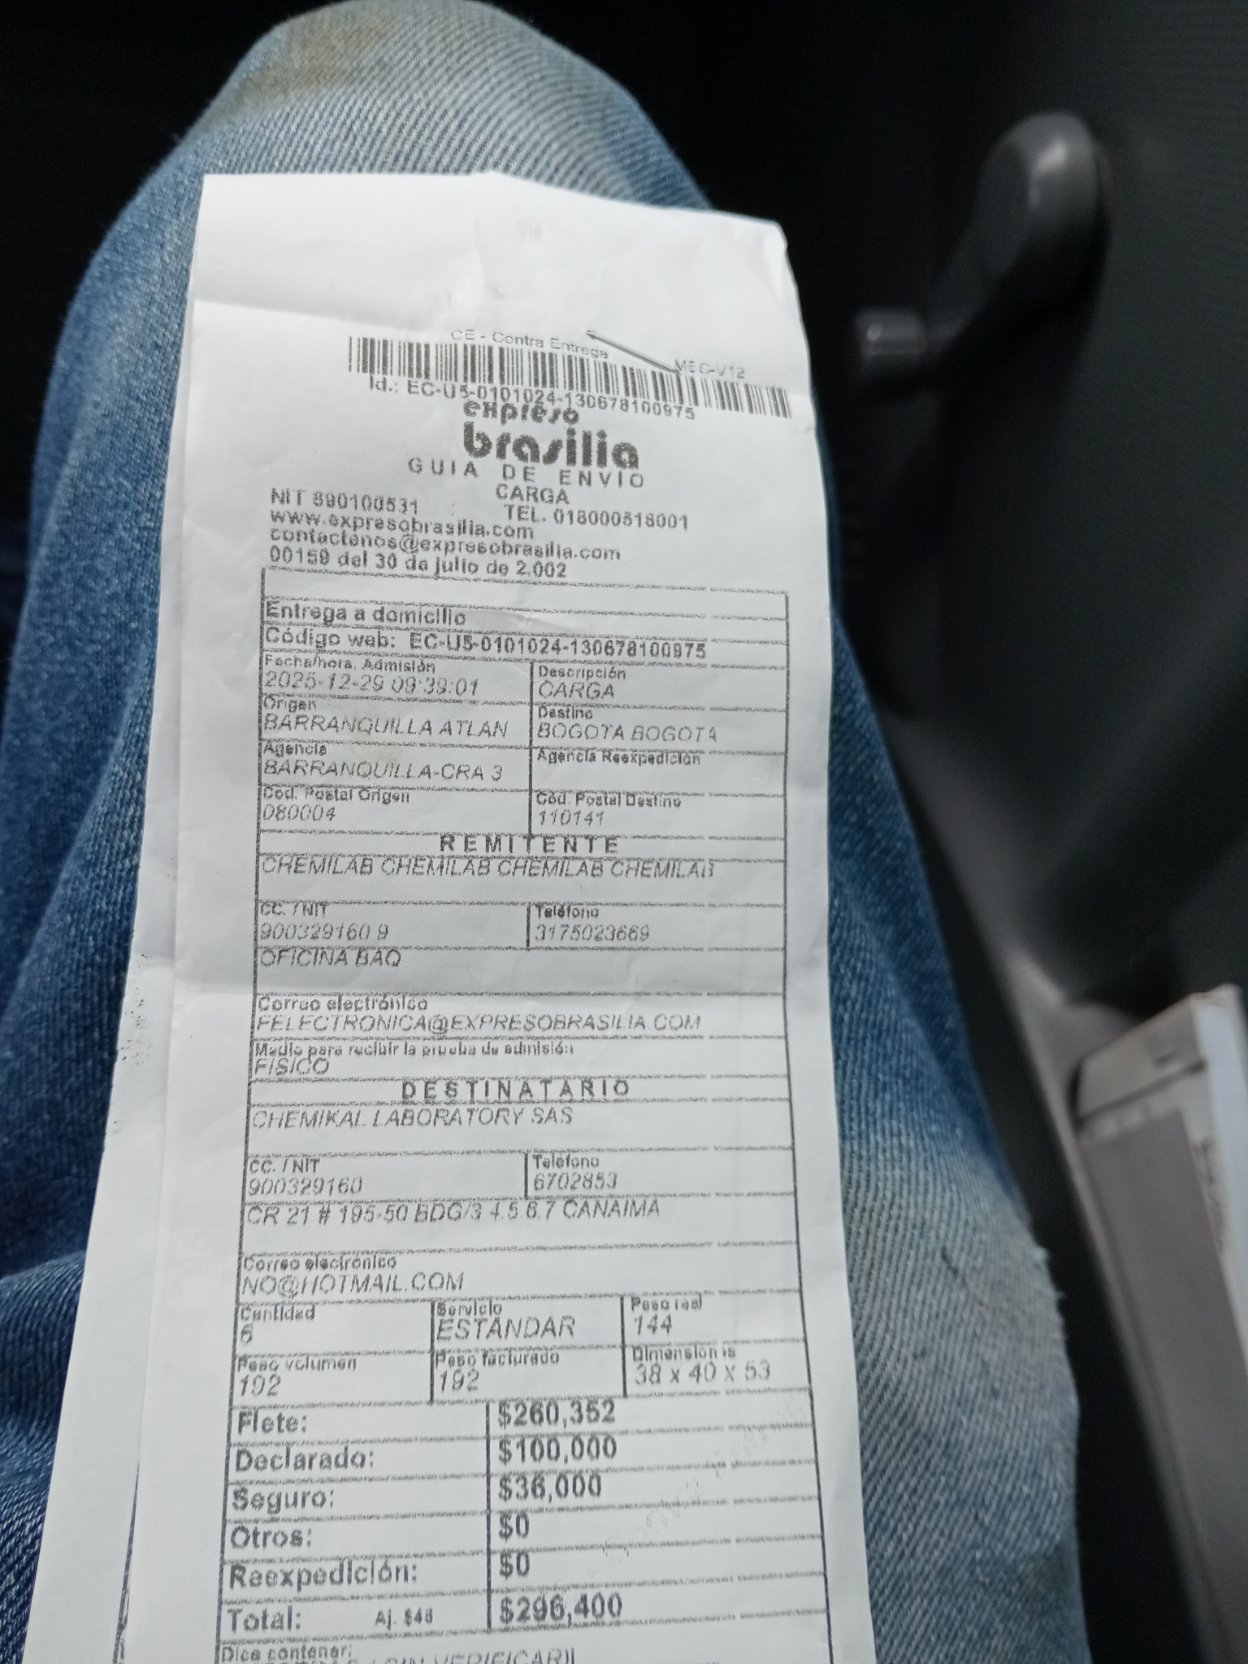 CE - Contra Entrega
MEC-V12
Id.: EC-U5-0101024-130678100975
expreso
brasilia
GUIA DE ENVIO
CARGA
NIT 890100531 TEL. 018000518001
www.expresobrasilia.com
contactenos@expresobrasilia.com
00159 del 30 de julio de 2.002
Entrega a domicilio
Código web: EC-U5-0101024-130678100975
Fecha/hora. Admisión Descripción
2025-12-29 09:39:01 CARGA
Origen Destino
BARRANQUILLA ATLAN BOGOTA BOGOTA
Agencia Agencia Reexpedición
BARRANQUILLA-CRA 3
Cod. Postal Origen Cód. Postal Destino
080004 110141
REMITENTE
CHEMILAB CHEMILAB CHEMILAB CHEMILAB
CC. / NIT Teléfono
900329160 9 3175023669
OFICINA BAQ
Correo electrónico
FELECTRONICA@EXPRESOBRASILIA.COM
Medio para recibir la prueba de admisión
FISICO
DESTINATARIO
CHEMIKAL LABORATORY SAS
CC. / NIT Teléfono
900329160 6702853
CR 21 # 195-50 BDG/3 4.5 6.7 CANAIMA
Correo electrónico
NO@HOTMAIL.COM
Cantidad Servicio Peso real
6 ESTANDAR 144
Peso volumen Peso facturado Dimensiones
192 192 38 x 40 x 53
Flete: $260,352
Declarado: $100,000
Seguro: $36,000
Otros: $0
Reexpedición: $0
Total: Aj. $48 $296,400
Dice contener:
VERIFICAR)